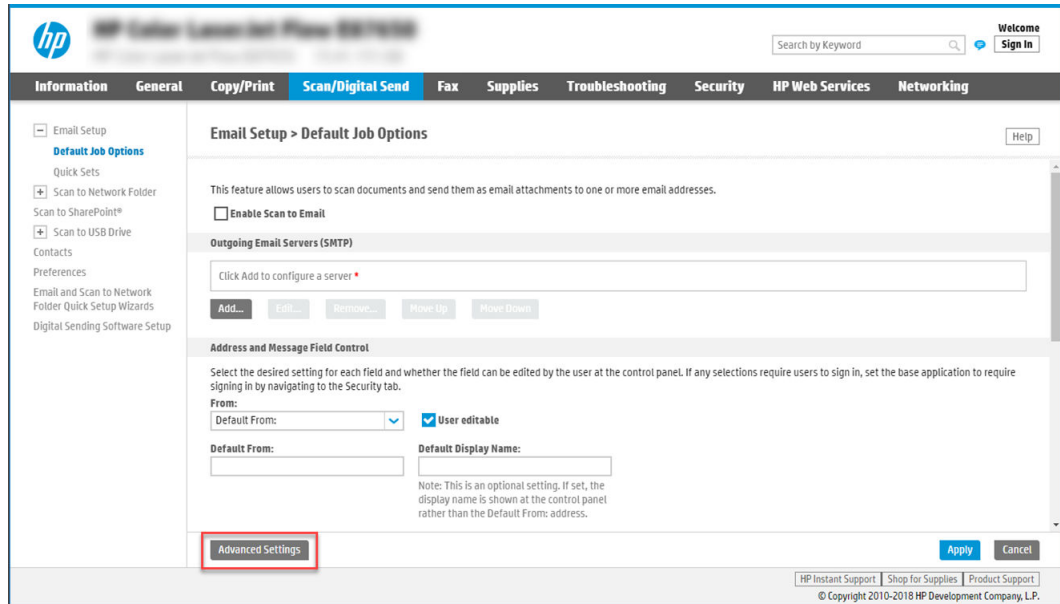 hp
Welcome
Search by Keyword
Sign In
Information General Copy/Print Scan/Digital Send Fax Supplies Troubleshooting Security HP Web Services Networking
Email Setup
Default Job Options
Quick Sets
Scan to Network Folder
Scan to SharePoint®
Scan to USB Drive
Contacts
Preferences
Email and Scan to Network
Folder Quick Setup Wizards
Digital Sending Software Setup
Email Setup > Default Job Options
Help
This feature allows users to scan documents and send them as email attachments to one or more email addresses.
Enable Scan to Email
Outgoing Email Servers (SMTP)
Click Add to configure a server *
Add... Edit... Remove... Move Up Move Down
Address and Message Field Control
Select the desired setting for each field and whether the field can be edited by the user at the control panel. If any selections require users to sign in, set the base application to require
signing in by navigating to the Security tab.
From:
Default From: User editable
Default From: Default Display Name:
Note: This is an optional setting. If set, the
display name is shown at the control panel
rather than the Default From: address.
Advanced Settings Apply Cancel
HP Instant Support Shop for Supplies Product Support
© Copyright 2010-2018 HP Development Company, L.P.